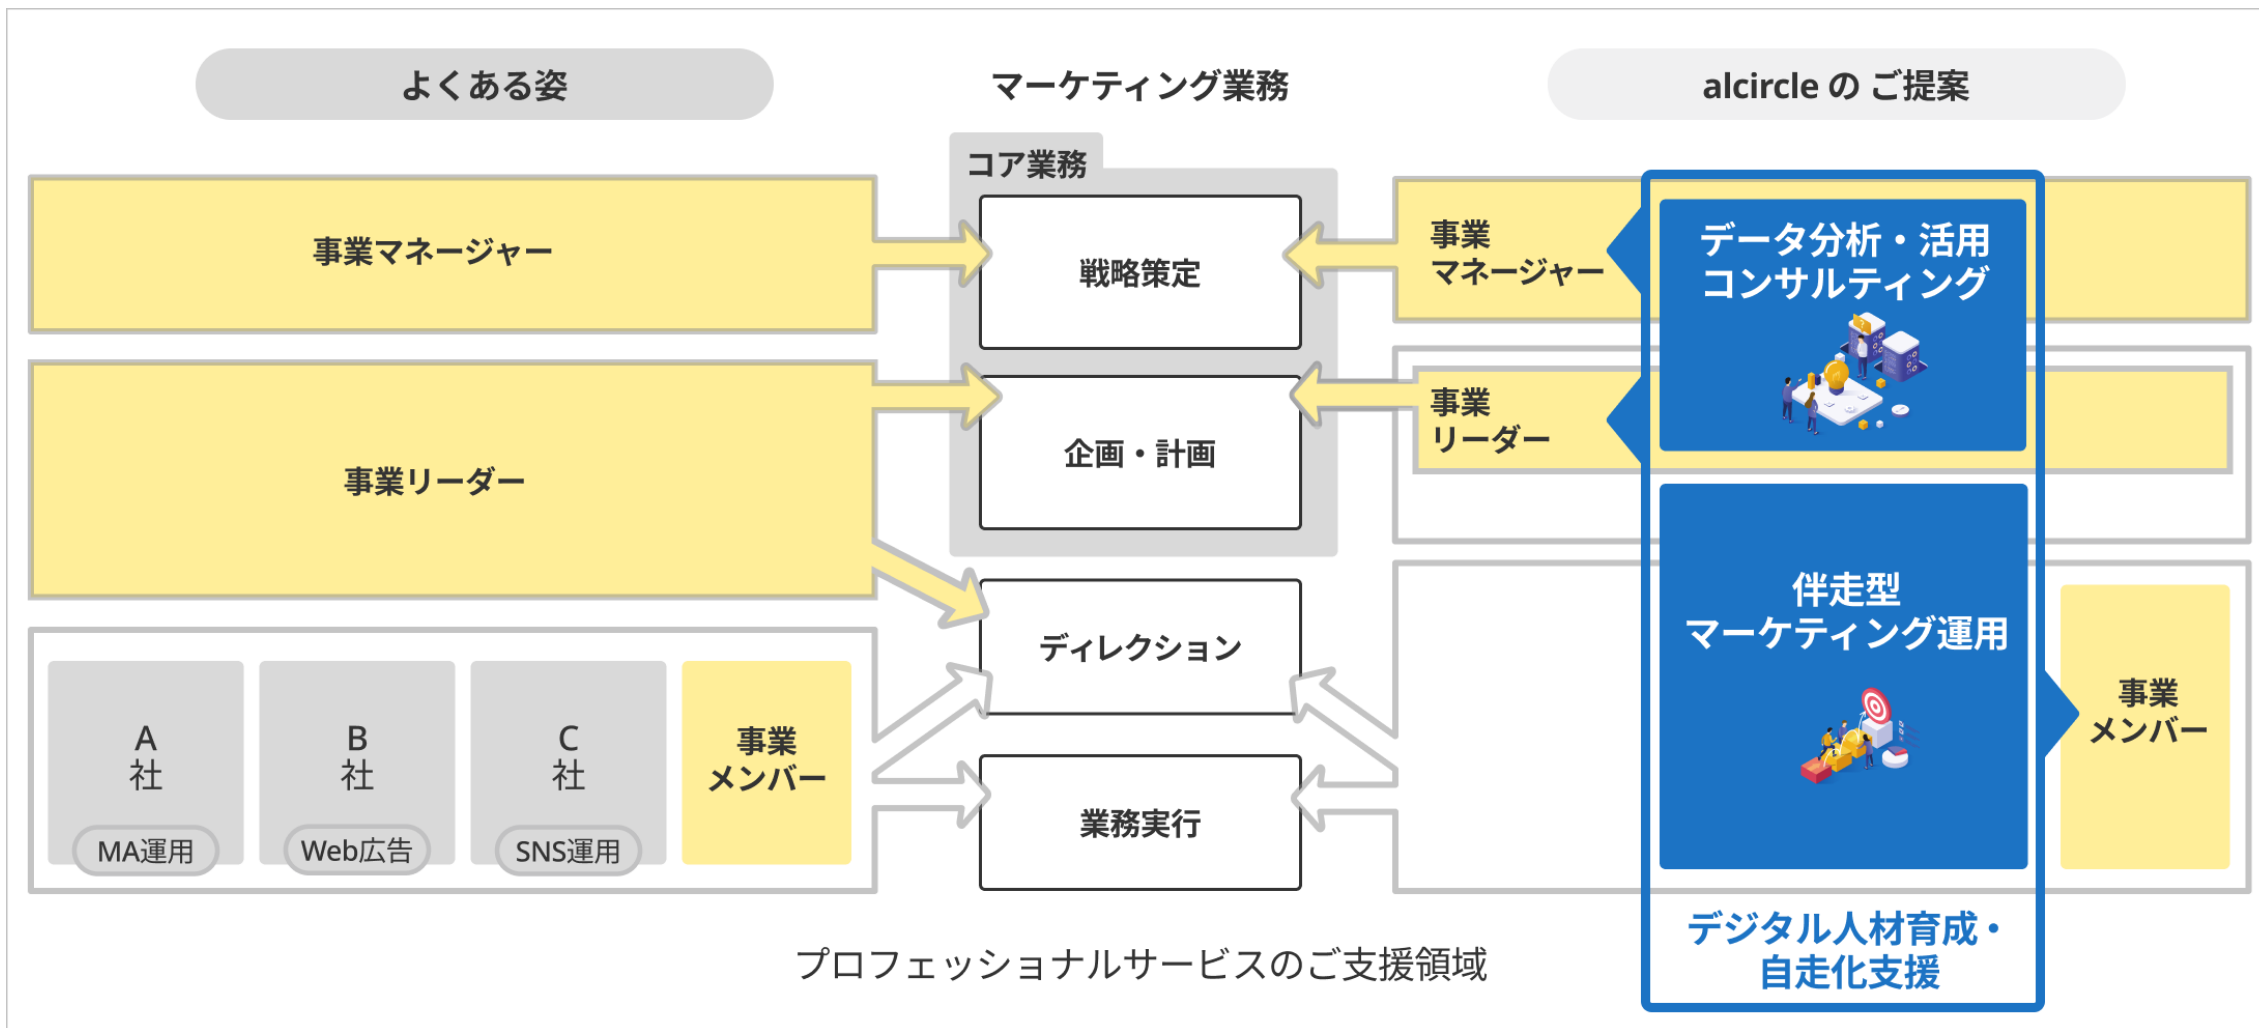 よくある姿
マーケティング業務
alcircle の ご提案
コア業務
事業マネージャー
戦略策定
事業
マネージャー
データ分析・活用
コンサルティング
事業リーダー
企画・計画
事業
リーダー
ディレクション
伴走型
マーケティング運用
A
社
MA運用
B
社
Web広告
C
社
SNS運用
事業
メンバー
業務実行
事業
メンバー
デジタル人材育成・
自走化支援
プロフェッショナルサービスのご支援領域